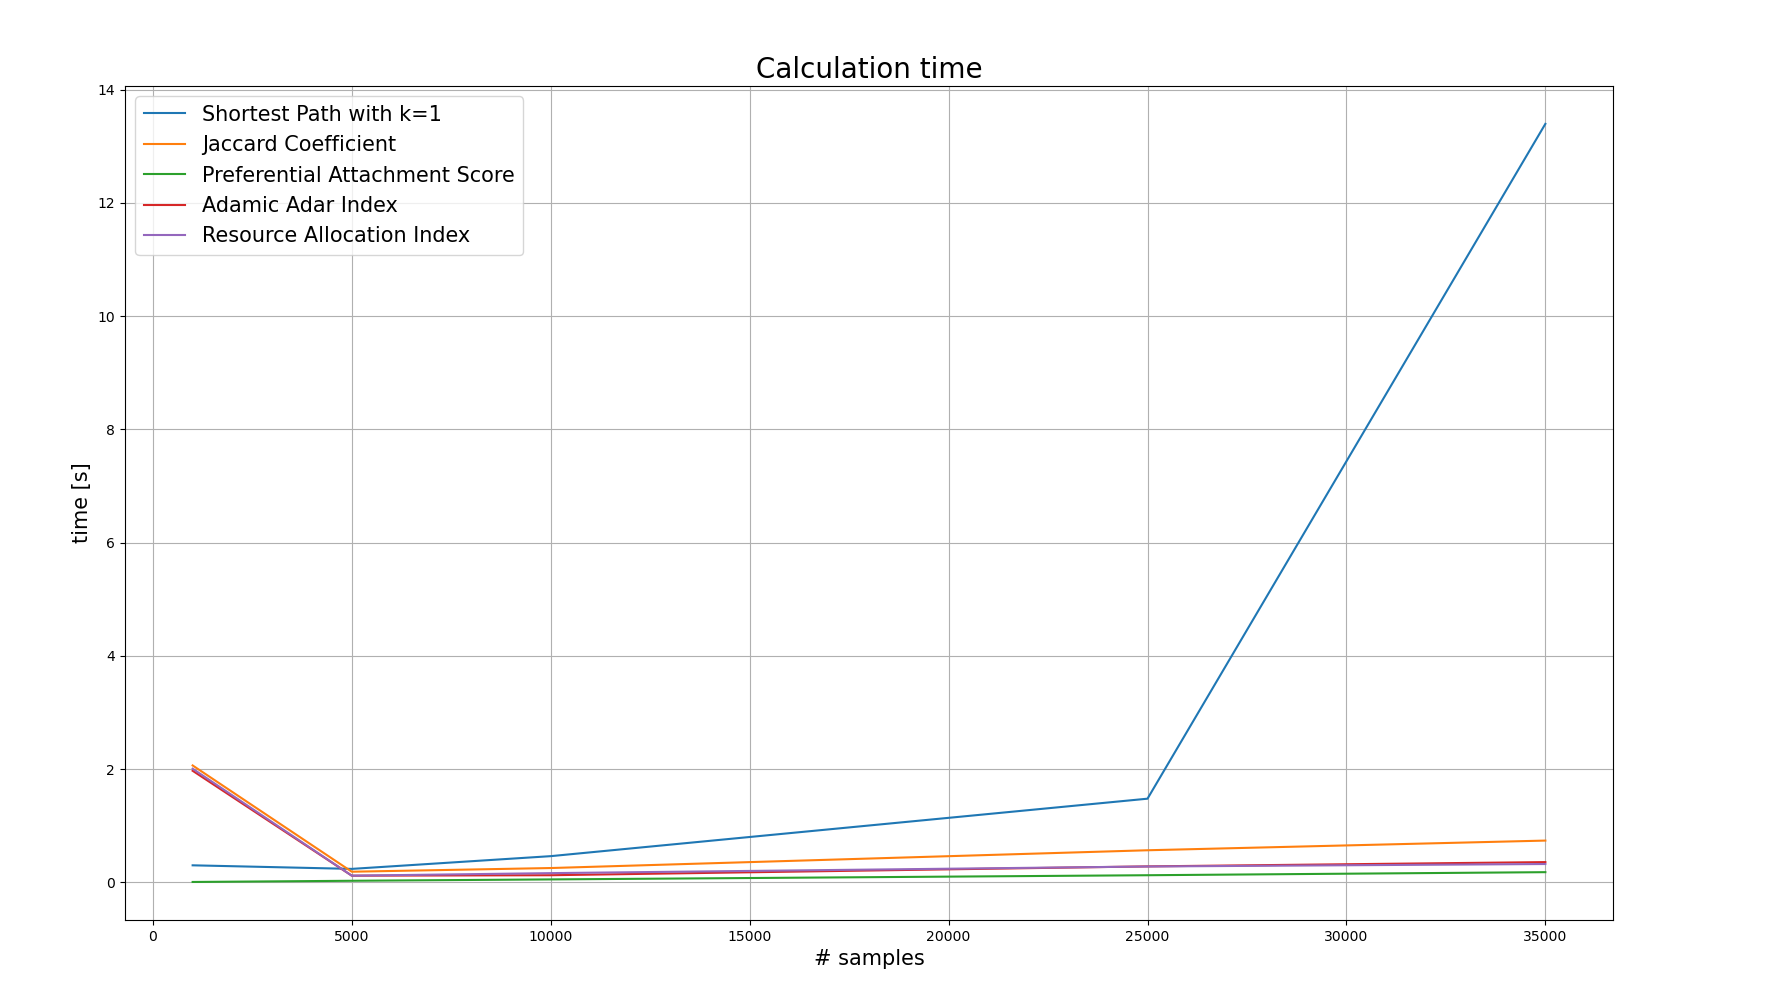 Calculation time
14
12
10
8
6
4
2
0
time [s]
Shortest Path with k=1
Jaccard Coefficient
Preferential Attachment Score
Adamic Adar Index
Resource Allocation Index
0 5000 10000 15000 20000 25000 30000 35000
# samples